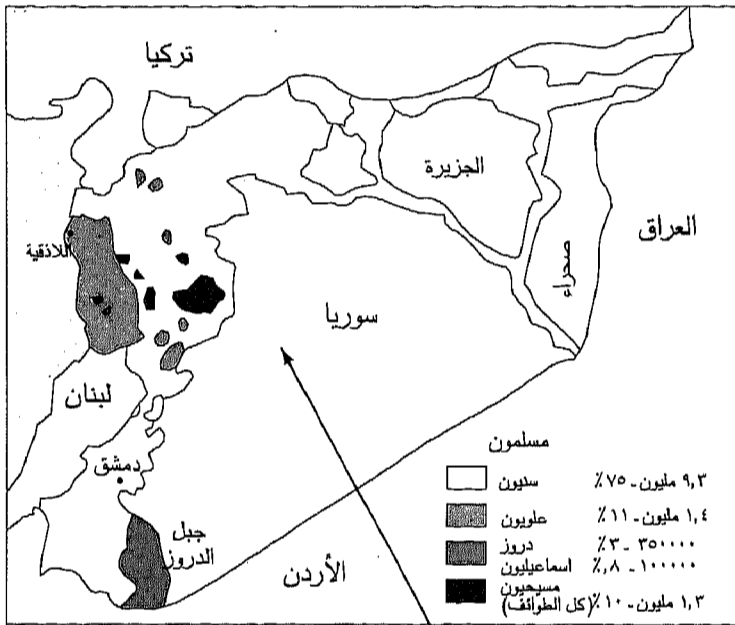 تركيا
الجزيرة
العراق
اللاذقية
صحراء
سوريا
لبنان
دمشق
جبل
الدروز
الأردن
مسلمون
سنيون ٩,٣ مليون - ٧٥٪
علويون ١,٤ مليون - ١١٪
دروز ٣٥٠٠٠٠ - ٣٪
اسماعيليون ١٠٠٠٠٠ - ٨,٪
مسيحيون
(كل الطوائف) ١,٣ مليون - ١٠٪